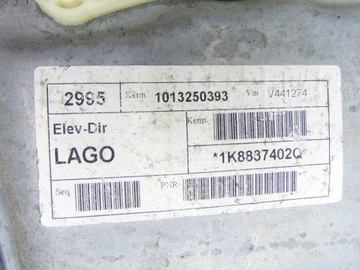 2995 Kenn 1013250393 Vin V441274
Elev-Dir Kenn
LAGO *1K8837402Q*
Seq PNR